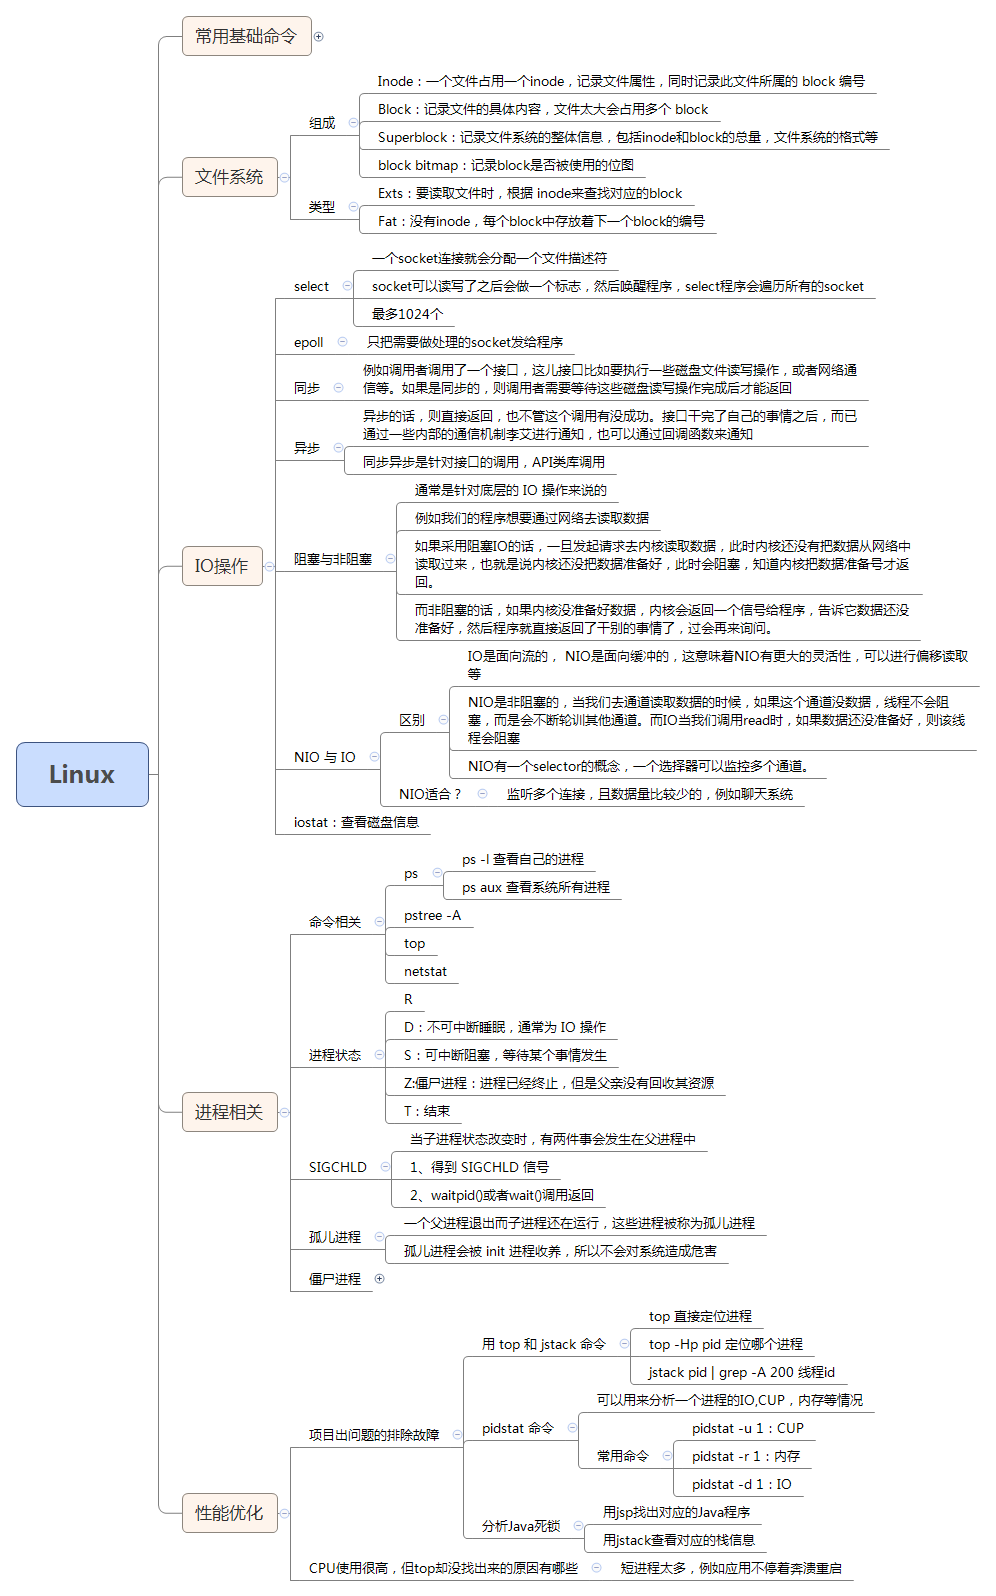 Linux
常用基础命令
文件系统
组成
Inode：一个文件占用一个inode，记录文件属性，同时记录此文件所属的 block 编号
Block：记录文件的具体内容，文件太大会占用多个 block
Superblock：记录文件系统的整体信息，包括inode和block的总量，文件系统的格式等
block bitmap：记录block是否被使用的位图
类型
Exts：要读取文件时，根据 inode来查找对应的block
Fat：没有inode，每个block中存放着下一个block的编号
IO操作
select
一个socket连接就会分配一个文件描述符
socket可以读写了之后会做一个标志，然后唤醒程序，select程序会遍历所有的socket
最多1024个
epoll
只把需要做处理的socket发给程序
同步
例如调用者调用了一个接口，这儿接口比如要执行一些磁盘文件读写操作，或者网络通
信等。如果是同步的，则调用者需要等待这些磁盘读写操作完成后才能返回
异步
异步的话，则直接返回，也不管这个调用有没成功。接口干完了自己的事情之后，而已
通过一些内部的通信机制李艾进行通知，也可以通过回调函数来通知
同步异步是针对接口的调用，API类库调用
阻塞与非阻塞
通常是针对底层的 IO 操作来说的
例如我们的程序想要通过网络去读取数据
如果采用阻塞IO的话，一旦发起请求去内核读取数据，此时内核还没有把数据从网络中
读取过来，也就是说内核还没把数据准备好，此时会阻塞，知道内核把数据准备号才返
回。
而非阻塞的话，如果内核没准备好数据，内核会返回一个信号给程序，告诉它数据还没
准备好，然后程序就直接返回了干别的事情了，过会再来询问。
NIO 与 IO
区别
IO是面向流的， NIO是面向缓冲的，这意味着NIO有更大的灵活性，可以进行偏移读取
等
NIO是非阻塞的，当我们去通道读取数据的时候，如果这个通道没数据，线程不会阻
塞，而是会不断轮训其他通道。而IO当我们调用read时，如果数据还没准备好，则该线
程会阻塞
NIO有一个selector的概念，一个选择器可以监控多个通道。
NIO适合？
监听多个连接，且数据量比较少的，例如聊天系统
iostat：查看磁盘信息
进程相关
命令相关
ps
ps -l 查看自己的进程
ps aux 查看系统所有进程
pstree -A
top
netstat
进程状态
R
D：不可中断睡眠，通常为 IO 操作
S：可中断阻塞，等待某个事情发生
Z:僵尸进程：进程已经终止，但是父亲没有回收其资源
T：结束
SIGCHLD
当子进程状态改变时，有两件事会发生在父进程中
1、得到 SIGCHLD 信号
2、waitpid()或者wait()调用返回
孤儿进程
一个父进程退出而子进程还在运行，这些进程被称为孤儿进程
孤儿进程会被 init 进程收养，所以不会对系统造成危害
僵尸进程
性能优化
项目出问题的排除故障
用 top 和 jstack 命令
top 直接定位进程
top -Hp pid 定位哪个进程
jstack pid | grep -A 200 线程id
pidstat 命令
可以用来分析一个进程的IO,CUP，内存等情况
常用命令
pidstat -u 1：CUP
pidstat -r 1：内存
pidstat -d 1：IO
分析Java死锁
用jsp找出对应的Java程序
用jstack查看对应的栈信息
CPU使用很高，但top却没找出来的原因有哪些
短进程太多，例如应用不停着奔溃重启